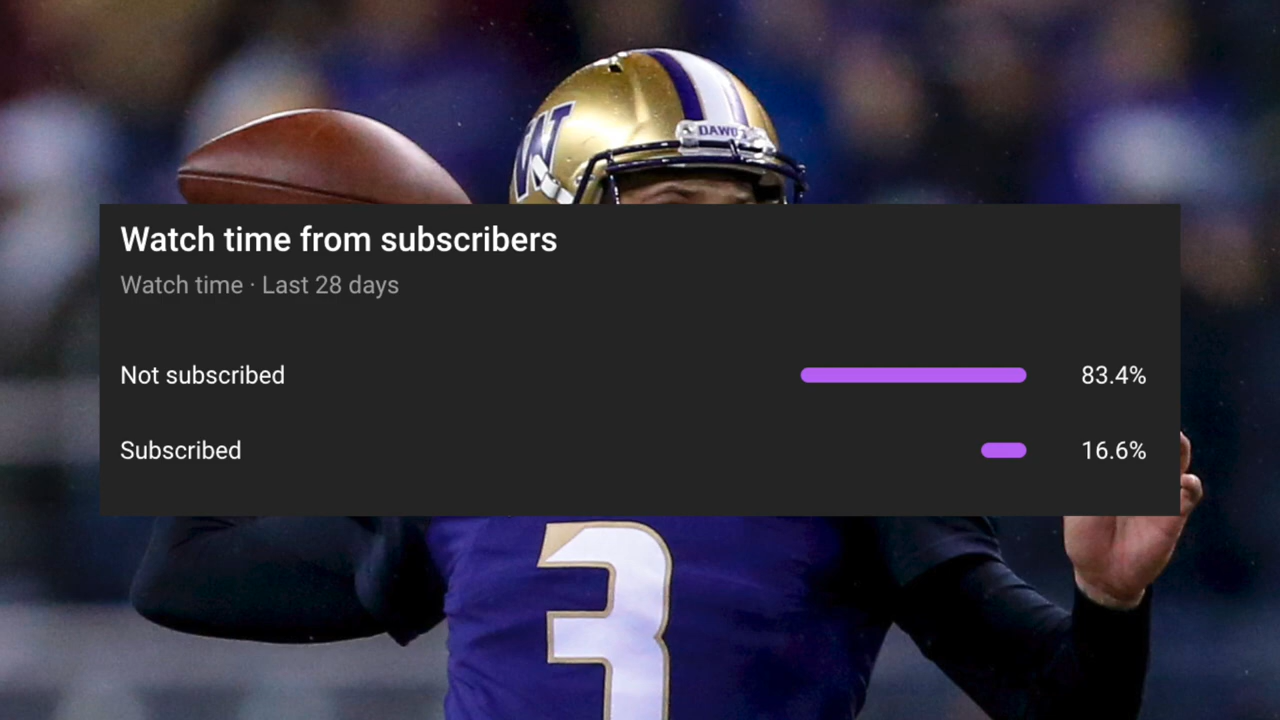 W
DAWG
Watch time from subscribers
Watch time · Last 28 days
Not subscribed
83.4%
Subscribed
16.6%
3